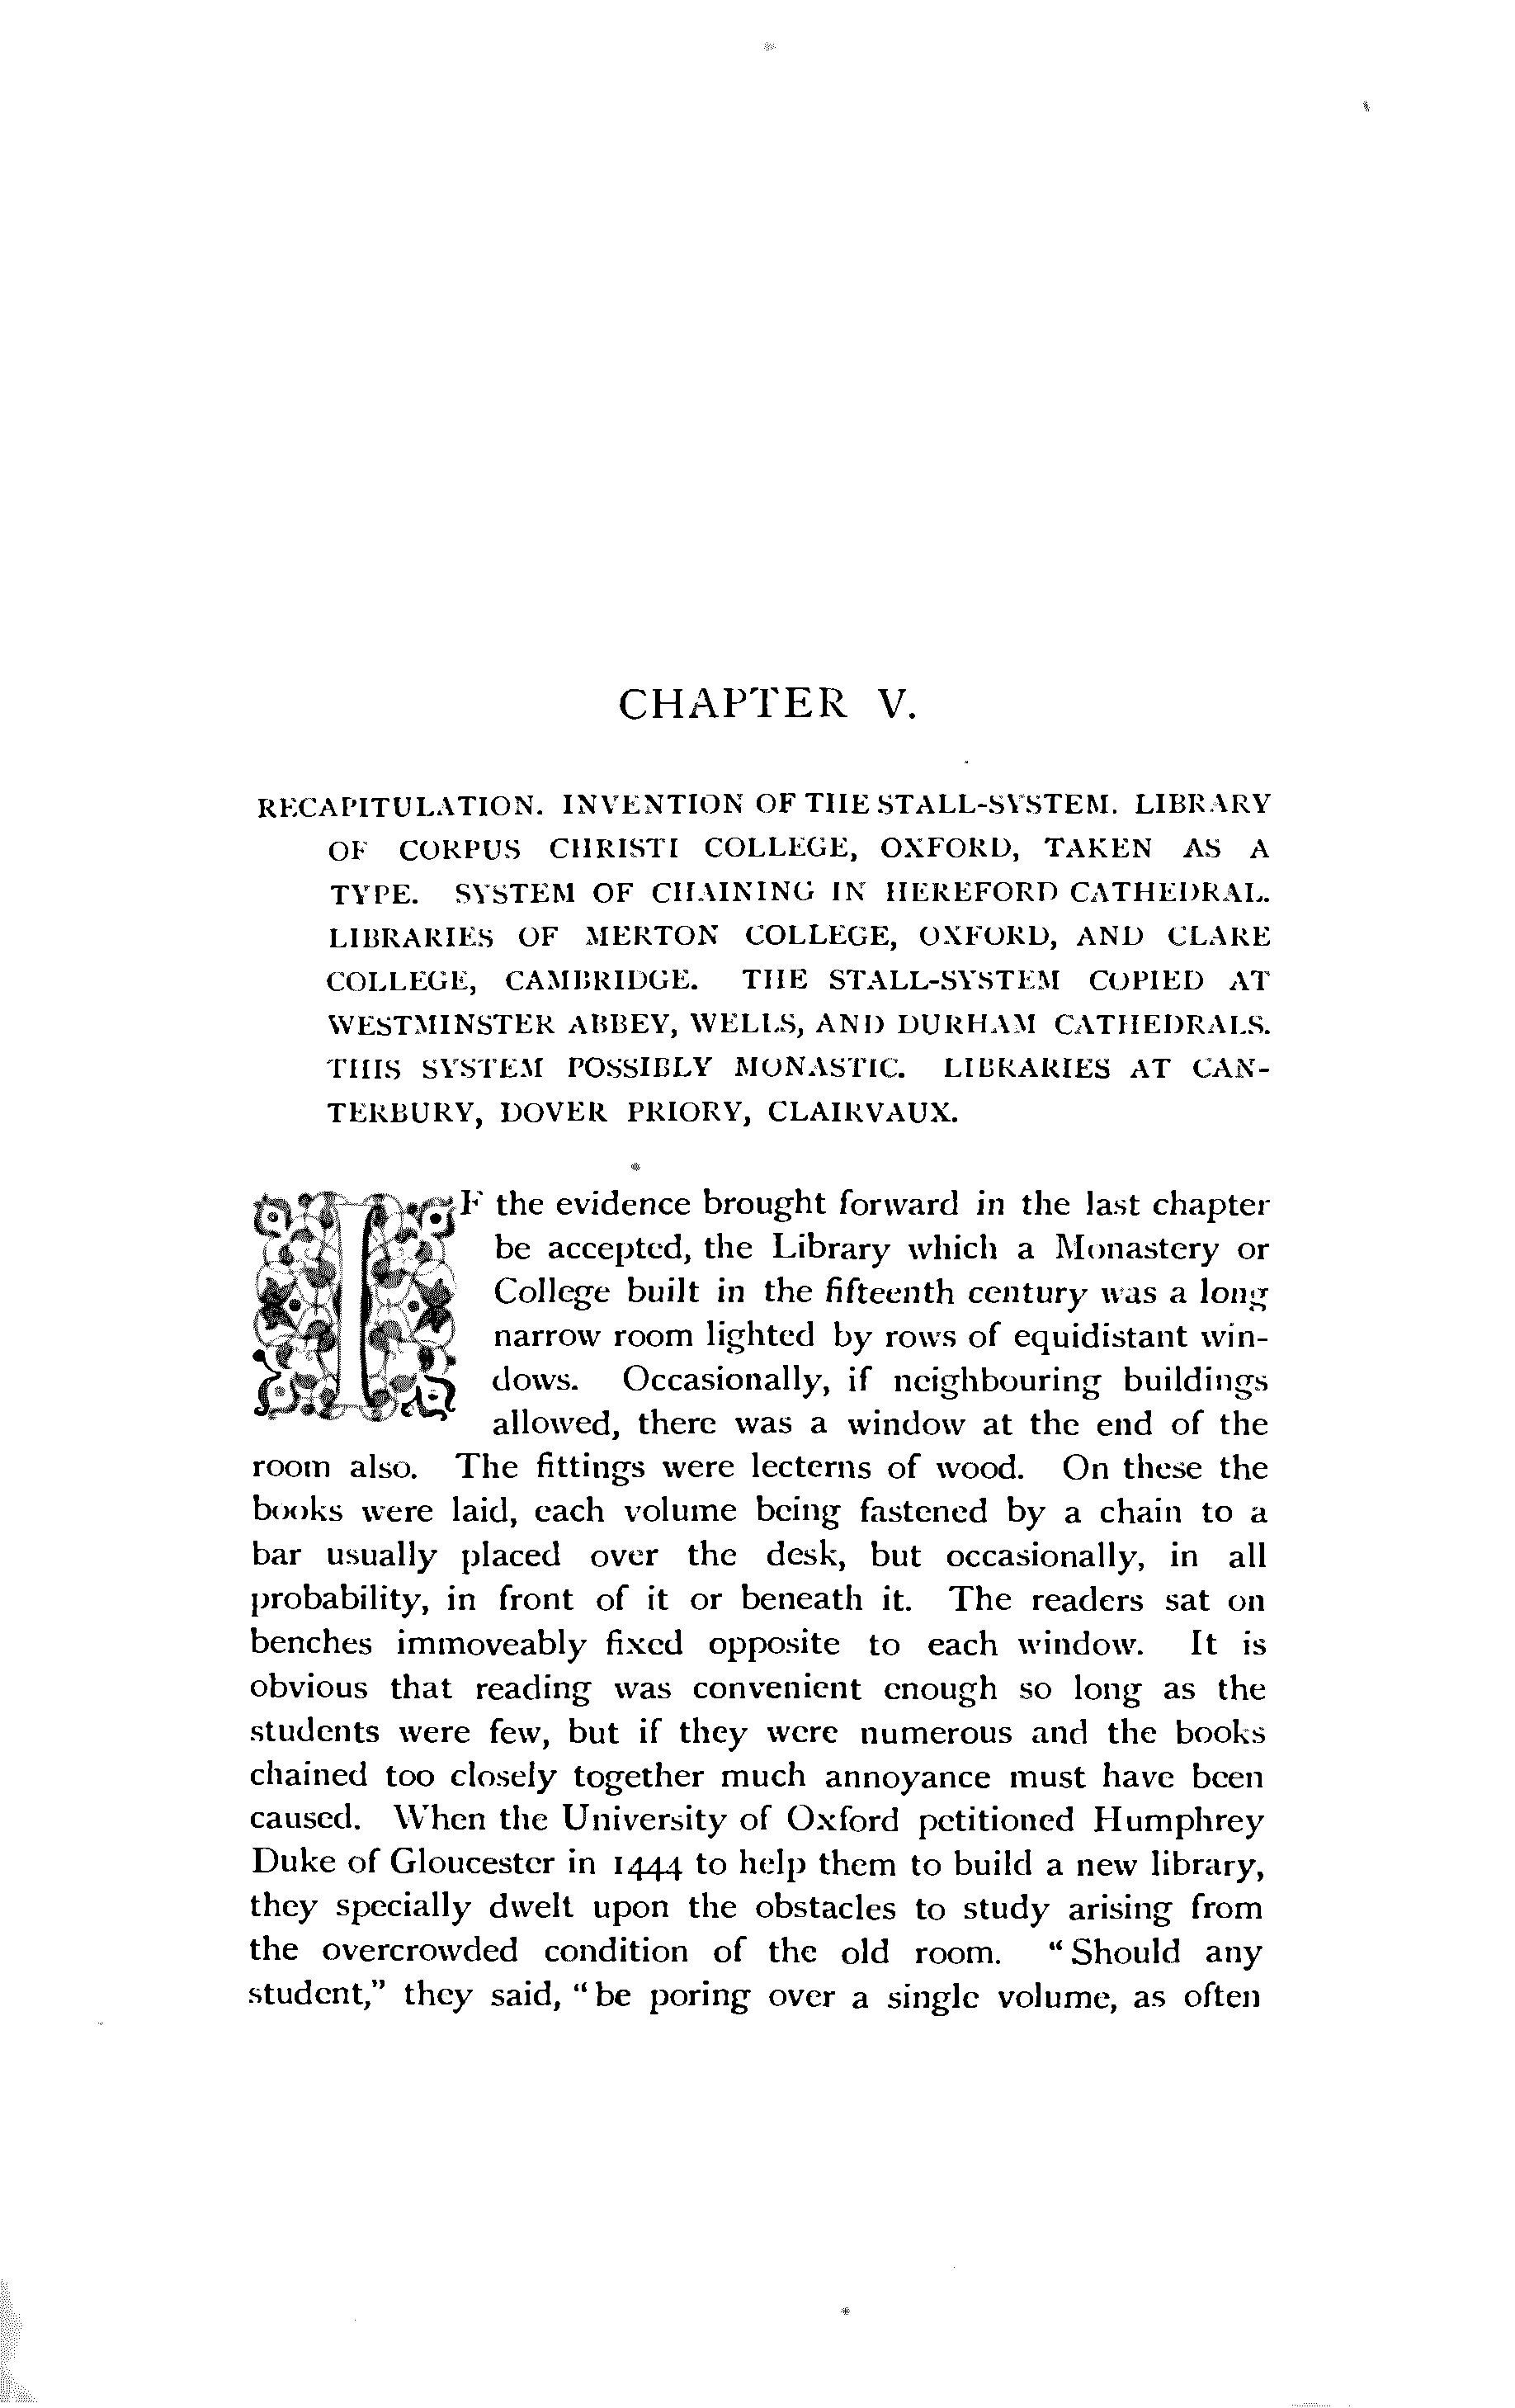 CHAPTER V.
RECAPITULATION. INVENTION OF THE STALL-SYSTEM. LIBRARY
OF CORPUS CHRISTI COLLEGE, OXFORD, TAKEN AS A
TYPE. SYSTEM OF CHAINING IN HEREFORD CATHEDRAL.
LIBRARIES OF MERTON COLLEGE, OXFORD, AND CLARE
COLLEGE, CAMBRIDGE. THE STALL-SYSTEM COPIED AT
WESTMINSTER ABBEY, WELLS, AND DURHAM CATHEDRALS.
THIS SYSTEM POSSIBLY MONASTIC. LIBRARIES AT CAN-
TERBURY, DOVER PRIORY, CLAIRVAUX.
IF the evidence brought forward in the last chapter
be accepted, the Library which a Monastery or
College built in the fifteenth century was a long
narrow room lighted by rows of equidistant win-
dows. Occasionally, if neighbouring buildings
allowed, there was a window at the end of the
room also. The fittings were lecterns of wood. On these the
books were laid, each volume being fastened by a chain to a
bar usually placed over the desk, but occasionally, in all
probability, in front of it or beneath it. The readers sat on
benches immoveably fixed opposite to each window. It is
obvious that reading was convenient enough so long as the
students were few, but if they were numerous and the books
chained too closely together much annoyance must have been
caused. When the University of Oxford petitioned Humphrey
Duke of Gloucester in 1444 to help them to build a new library,
they specially dwelt upon the obstacles to study arising from
the overcrowded condition of the old room. "Should any
student," they said, "be poring over a single volume, as often